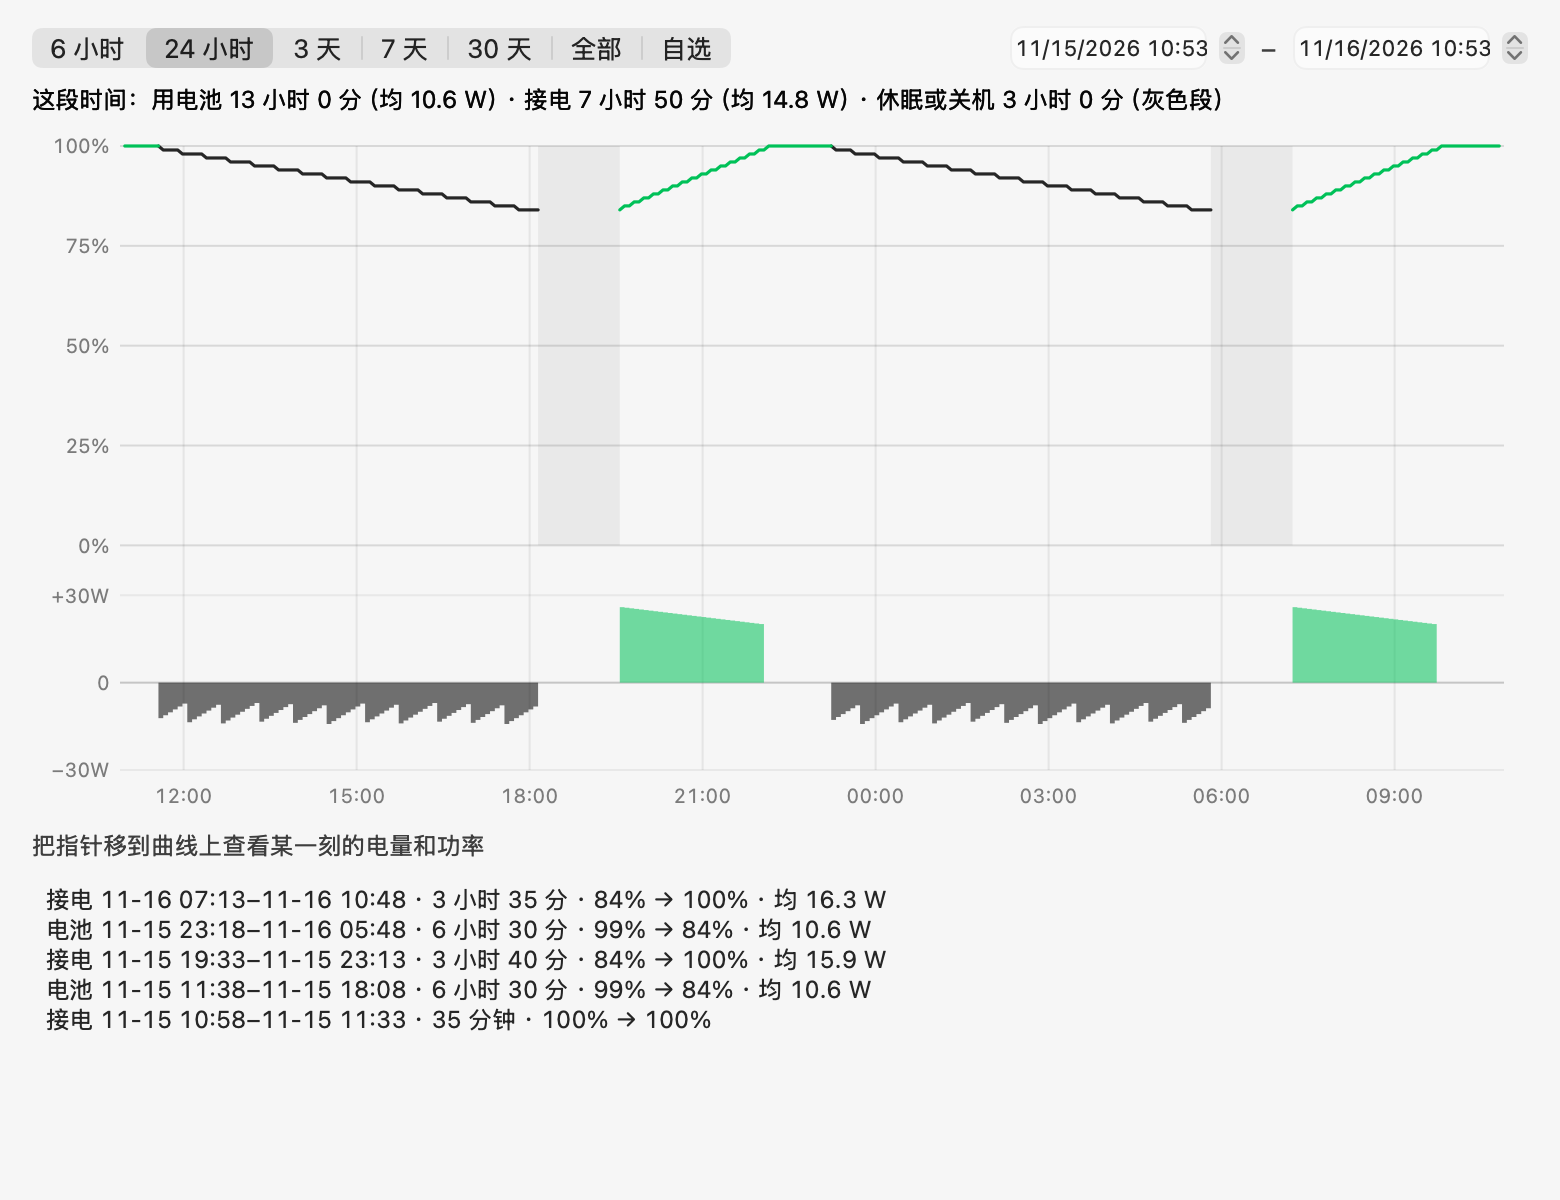 6 小时 24 小时 3 天 7 天 30 天 全部 自选 11/15/2026 10:53 – 11/16/2026 10:53
这段时间：用电池 13 小时 0 分 (均 10.6 W) · 接电 7 小时 50 分 (均 14.8 W) · 休眠或关机 3 小时 0 分 (灰色段)
100%
75%
50%
25%
0%
+30W
0
−30W
12:00 15:00 18:00 21:00 00:00 03:00 06:00 09:00
把指针移到曲线上查看某一刻的电量和功率
接电 11-16 07:13–11-16 10:48 · 3 小时 35 分 · 84% → 100% · 均 16.3 W
电池 11-15 23:18–11-16 05:48 · 6 小时 30 分 · 99% → 84% · 均 10.6 W
接电 11-15 19:33–11-15 23:13 · 3 小时 40 分 · 84% → 100% · 均 15.9 W
电池 11-15 11:38–11-15 18:08 · 6 小时 30 分 · 99% → 84% · 均 10.6 W
接电 11-15 10:58–11-15 11:33 · 35 分钟 · 100% → 100%